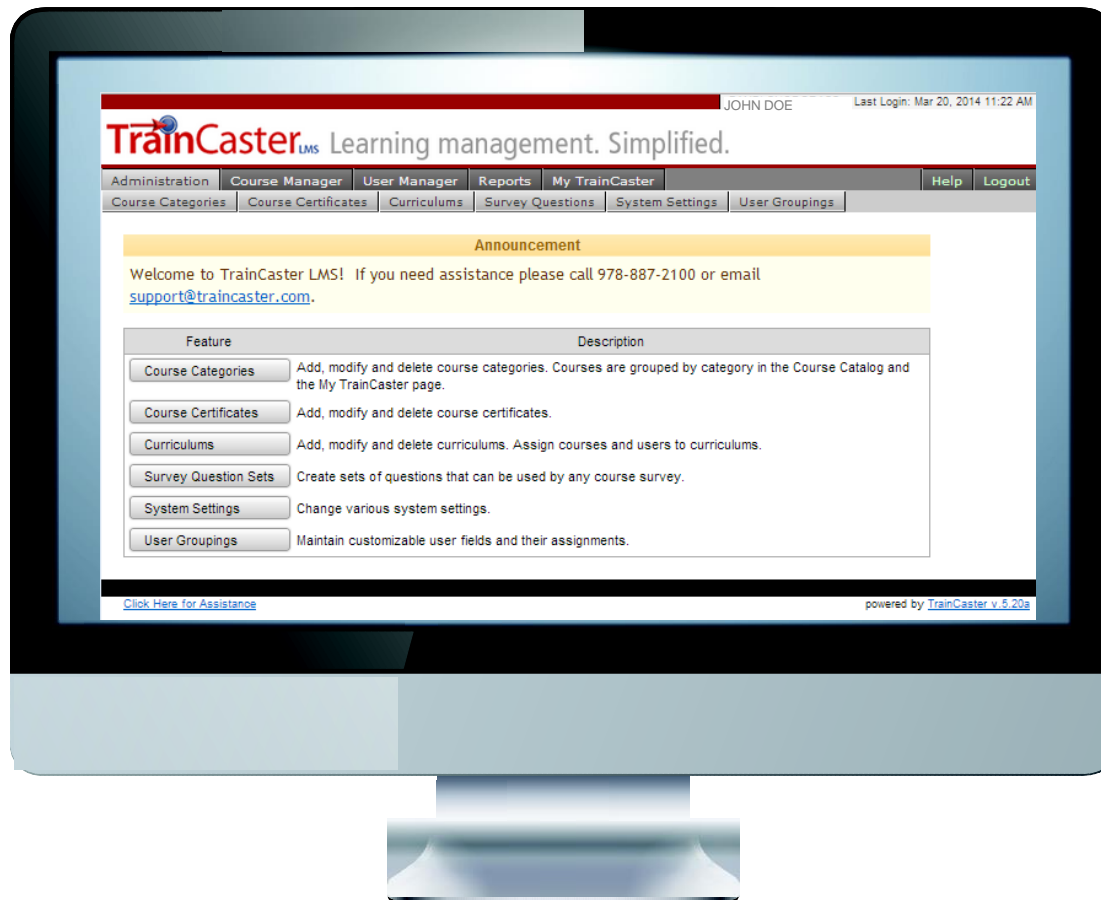 JOHN DOE Last Login: Mar 20, 2014 11:22 AM
TrainCaster LMS Learning management. Simplified.
Administration Course Manager User Manager Reports My TrainCaster Help Logout
Course Categories Course Certificates Curriculums Survey Questions System Settings User Groupings
Announcement
Welcome to TrainCaster LMS! If you need assistance please call 978-887-2100 or email
support@traincaster.com.
Feature Description
Course Categories Add, modify and delete course categories. Courses are grouped by category in the Course Catalog and
the My TrainCaster page.
Course Certificates Add, modify and delete course certificates.
Curriculums Add, modify and delete curriculums. Assign courses and users to curriculums.
Survey Question Sets Create sets of questions that can be used by any course survey.
System Settings Change various system settings.
User Groupings Maintain customizable user fields and their assignments.
Click Here for Assistance powered by TrainCaster v.5.20a